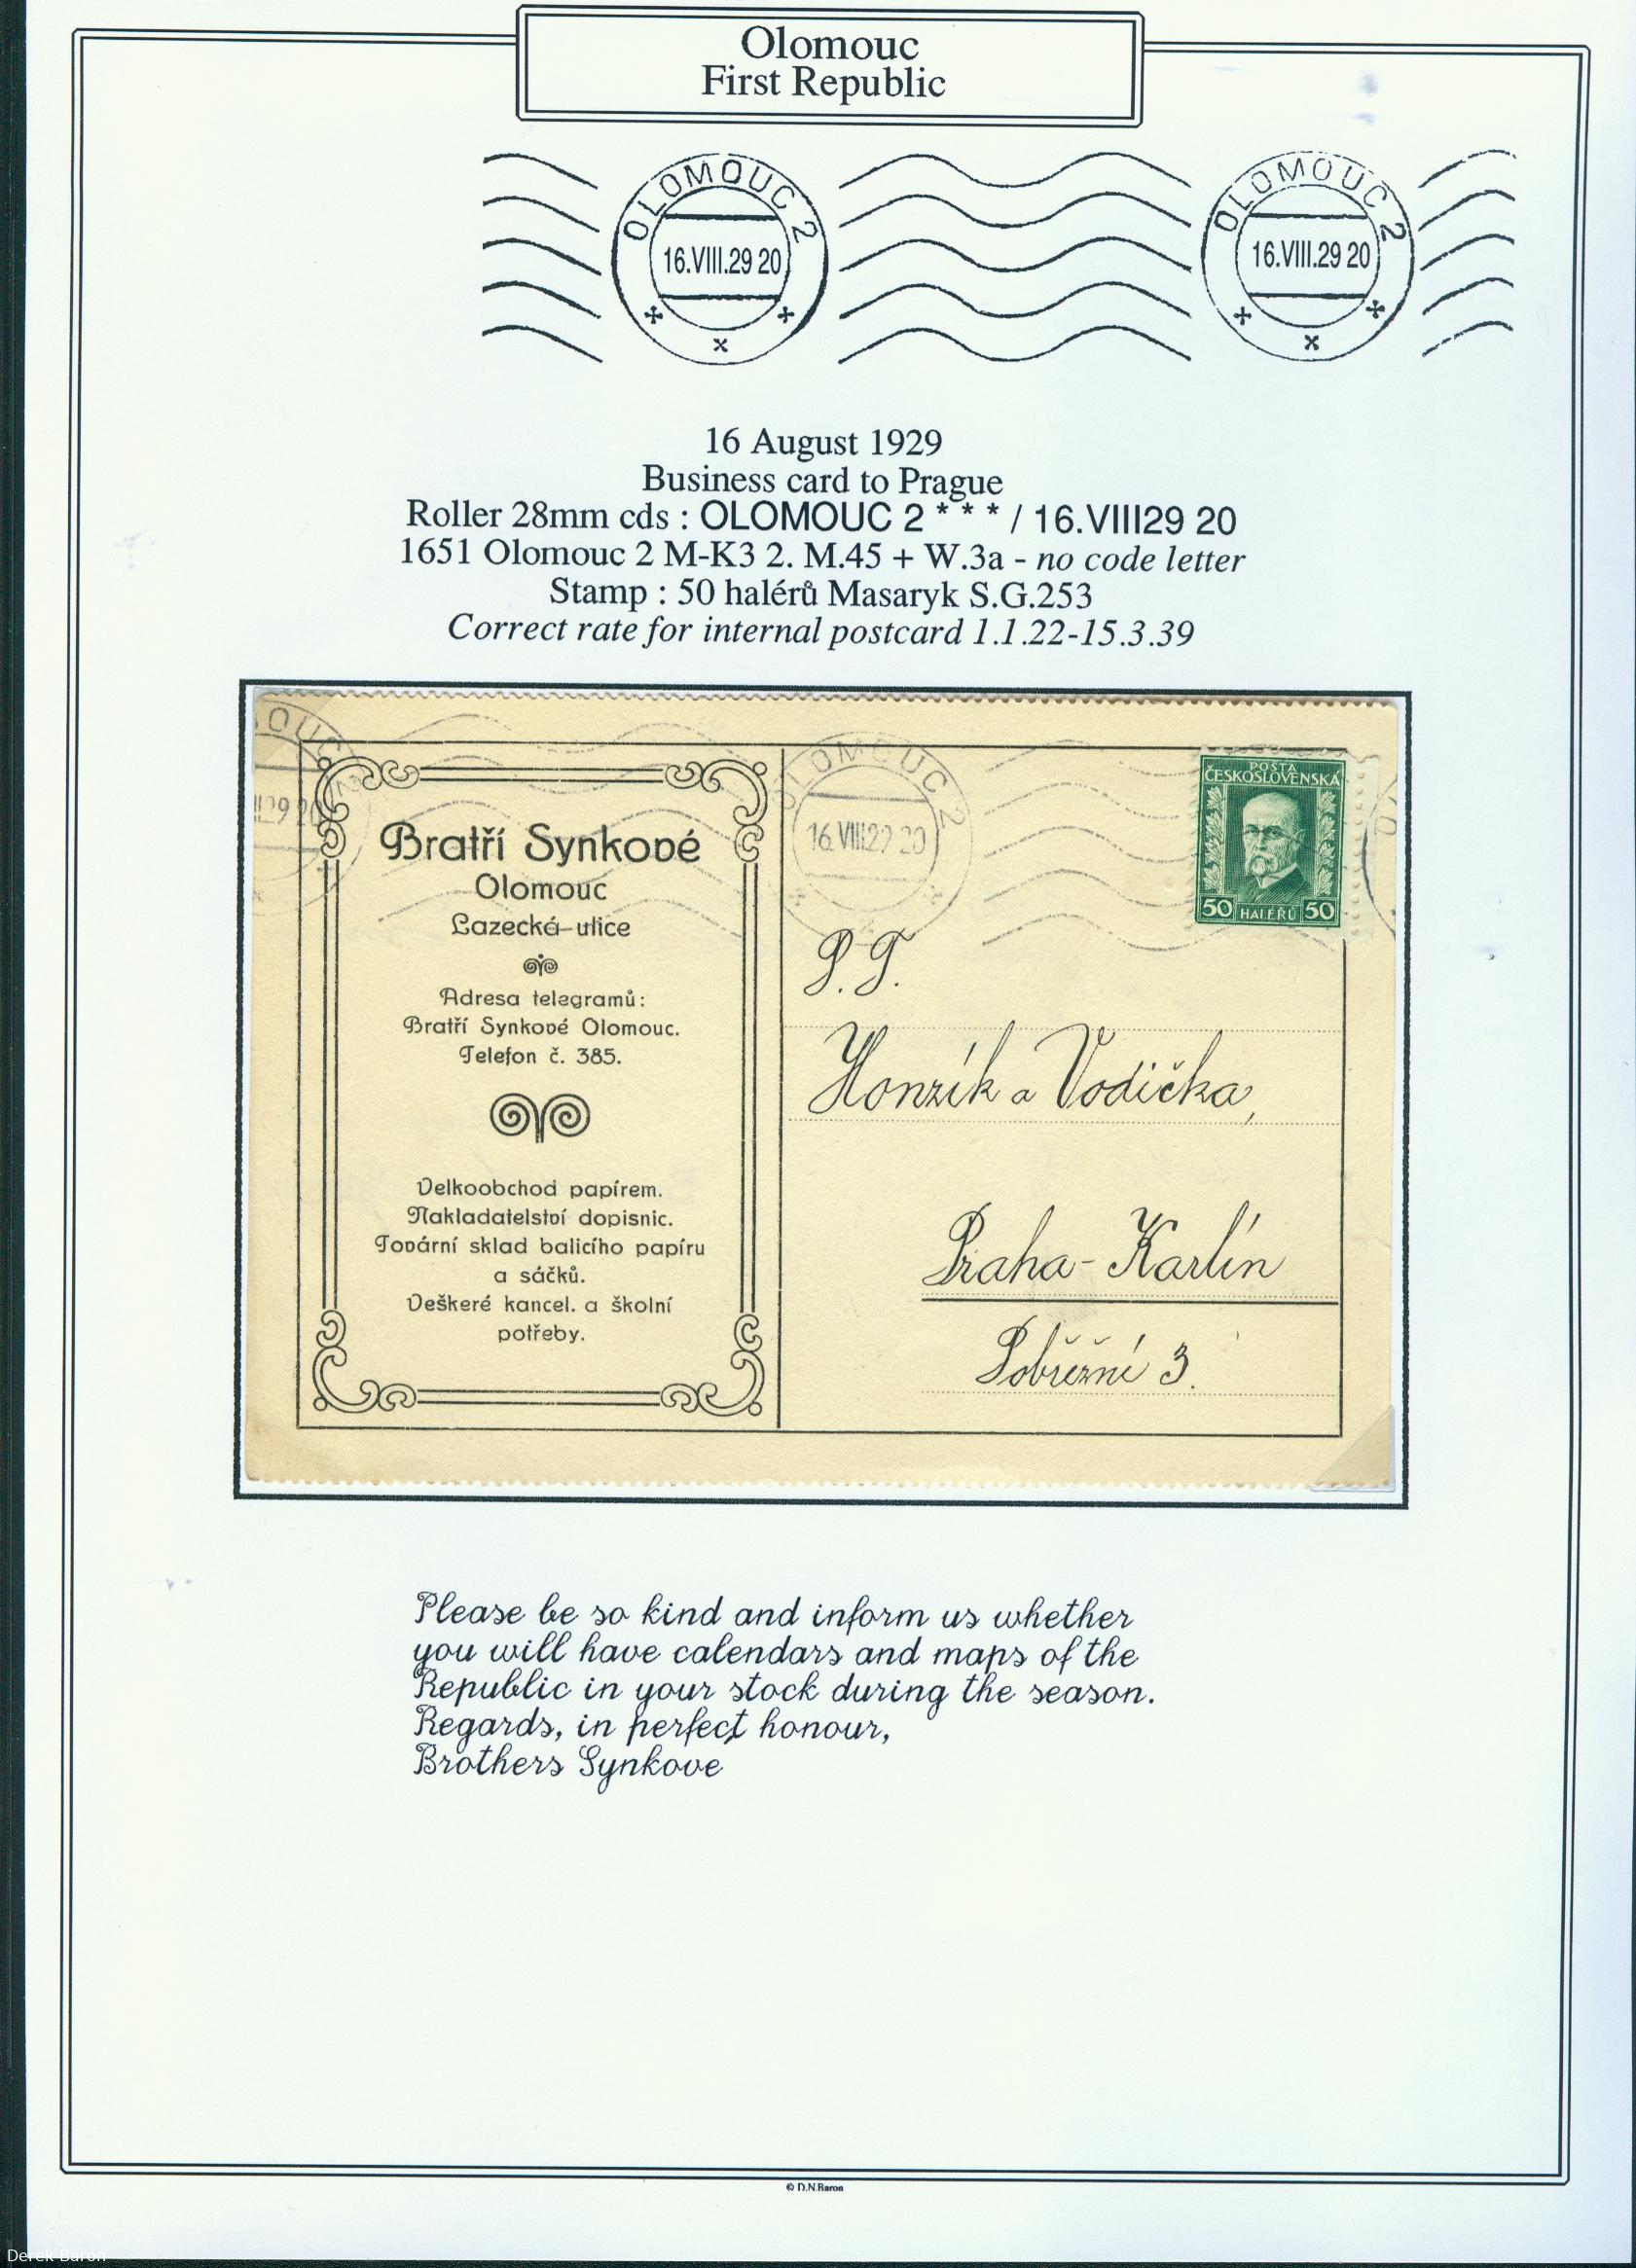 Olomouc
First Republic
OLOMOUC 2
16.VIII.29 20
OLOMOUC 2
16.VIII.29 20
16 August 1929
Business card to Prague
Roller 28mm cds : OLOMOUC 2 * * * / 16.VIII29 20
1651 Olomouc 2 M-K3 2. M.45 + W.3a - no code letter
Stamp : 50 halérů Masaryk S.G.253
Correct rate for internal postcard 1.1.22-15.3.39
OLOMOUC 2
16.VIII29 20
POŠTA
ČESKOSLOVENSKÁ
50 HALÉŘŮ 50
Bratří Synkové
Olomouc
Lazecká ulice
Adresa telegramů:
Bratří Synkové Olomouc.
Telefon č. 385.
Velkoobchod papírem.
Nakladatelství dopisnic.
Tovární sklad balicího papíru
a sáčků.
Veškeré kancel. a školní
potřeby.
P. T.
Honzík a Vodička,
Praha-Karlín
Pobřežní 3.
Please be so kind and inform us whether
you will have calendars and maps of the
Republic in your stock during the season.
Regards, in perfect honour,
Brothers Synkove
© D.N.Baron
Derek Baron